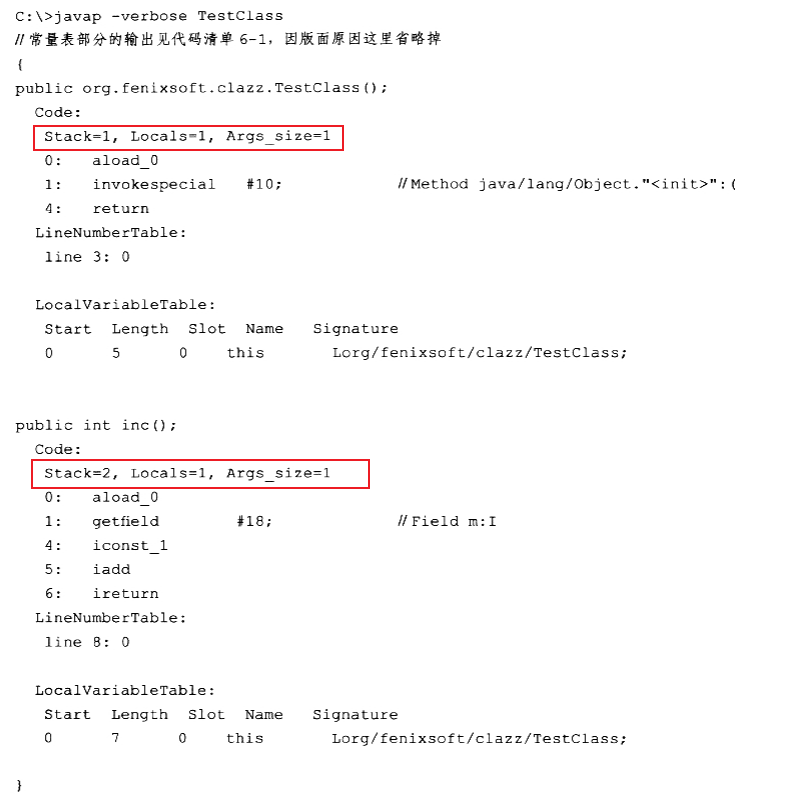 C:\>javap -verbose TestClass
//常量表部分的输出见代码清单 6-1，因版面原因这里省略掉
{
public org.fenixsoft.clazz.TestClass();
Code:
Stack=1, Locals=1, Args_size=1
0: aload_0
1: invokespecial #10; //Method java/lang/Object."<init>":(
4: return
LineNumberTable:
line 3: 0
LocalVariableTable:
Start Length Slot Name Signature
0 5 0 this Lorg/fenixsoft/clazz/TestClass;
public int inc();
Code:
Stack=2, Locals=1, Args_size=1
0: aload_0
1: getfield #18; //Field m:I
4: iconst_1
5: iadd
6: ireturn
LineNumberTable:
line 8: 0
LocalVariableTable:
Start Length Slot Name Signature
0 7 0 this Lorg/fenixsoft/clazz/TestClass;
}